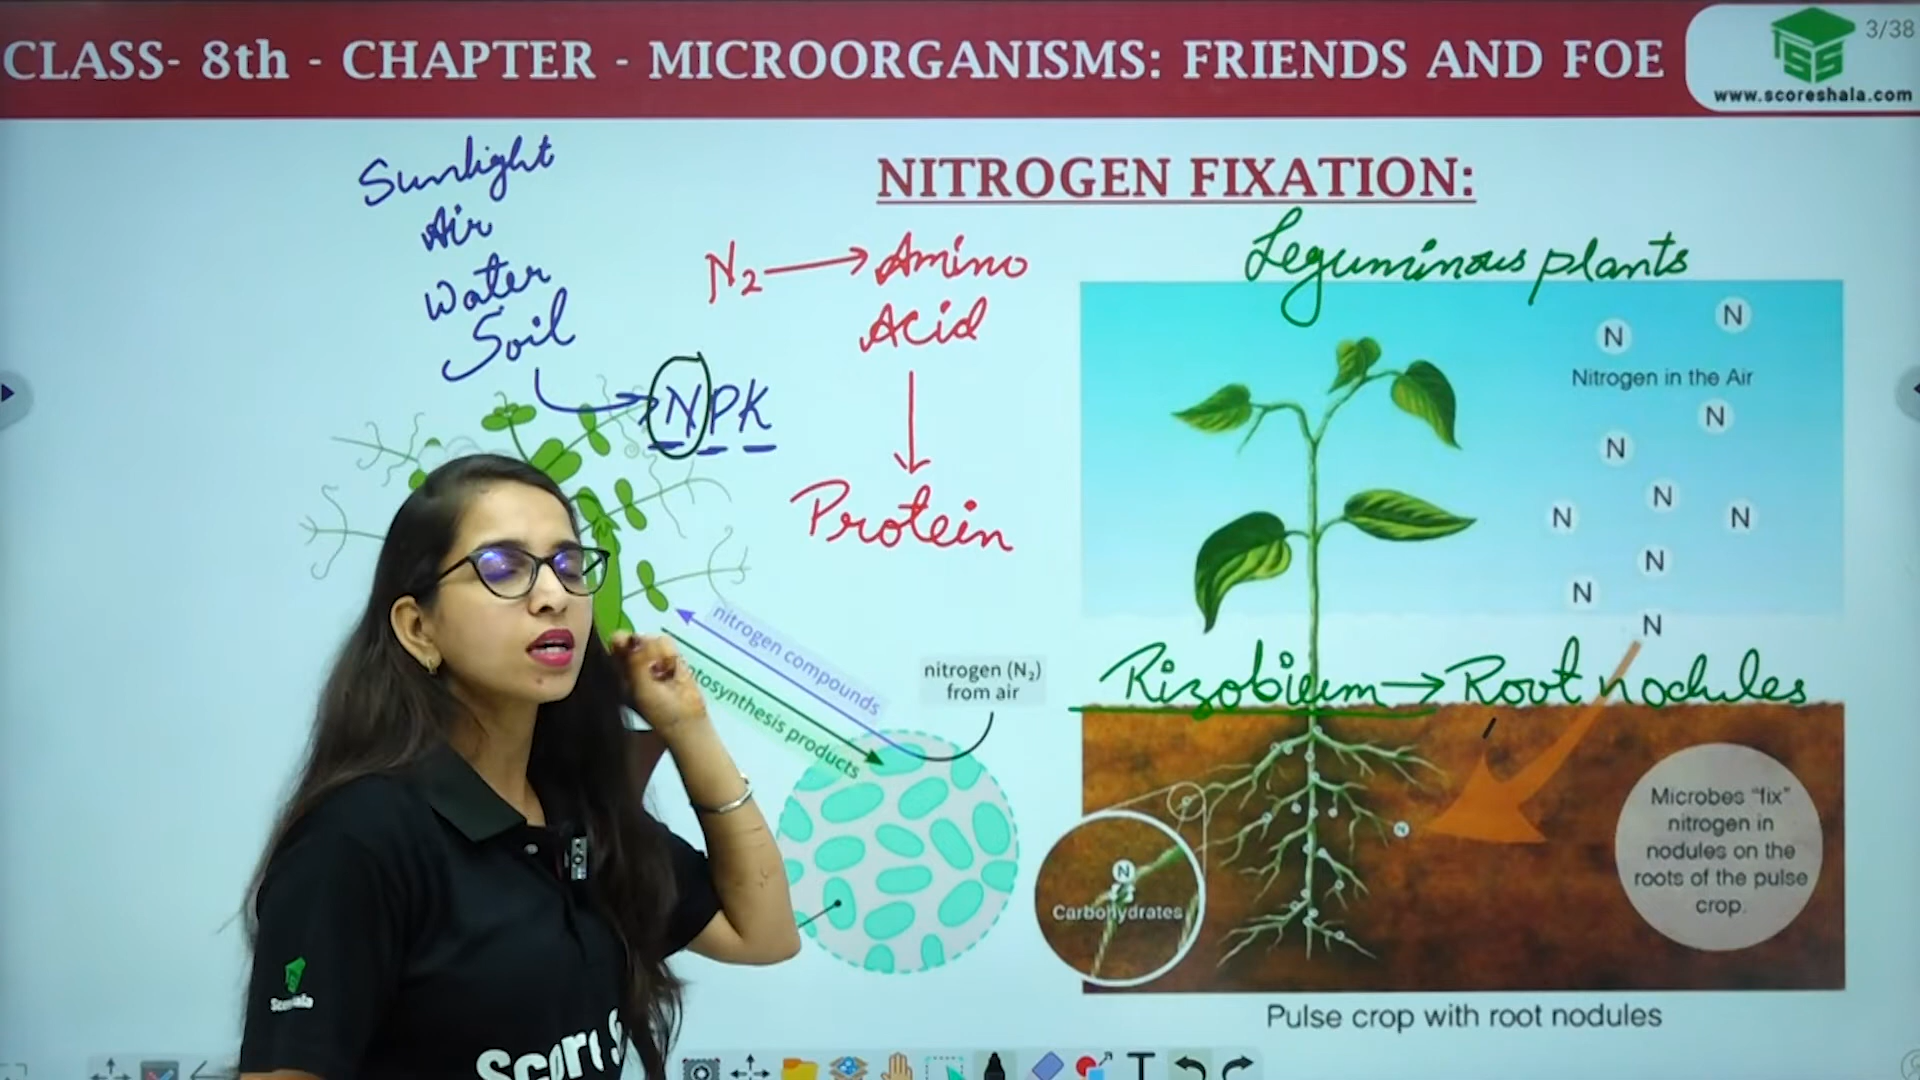 CLASS- 8th - CHAPTER - MICROORGANISMS: FRIENDS AND FOE
3/38
www.scoreshala.com
NITROGEN FIXATION:
Sunlight
Air
Water
Soil
NPK
N2 → Amino
Acid
Protein
Leguminous plants
N
N
Nitrogen in the Air
N
N
N
N
N
N
N
N
Rizobium → Root nodules
nitrogen compounds
photosynthesis products
nitrogen (N₂)
from air
Microbes "fix"
nitrogen in
nodules on the
roots of the pulse
crop.
N
N
Carbohydrates
Pulse crop with root nodules
Scoreshala
Score S
T